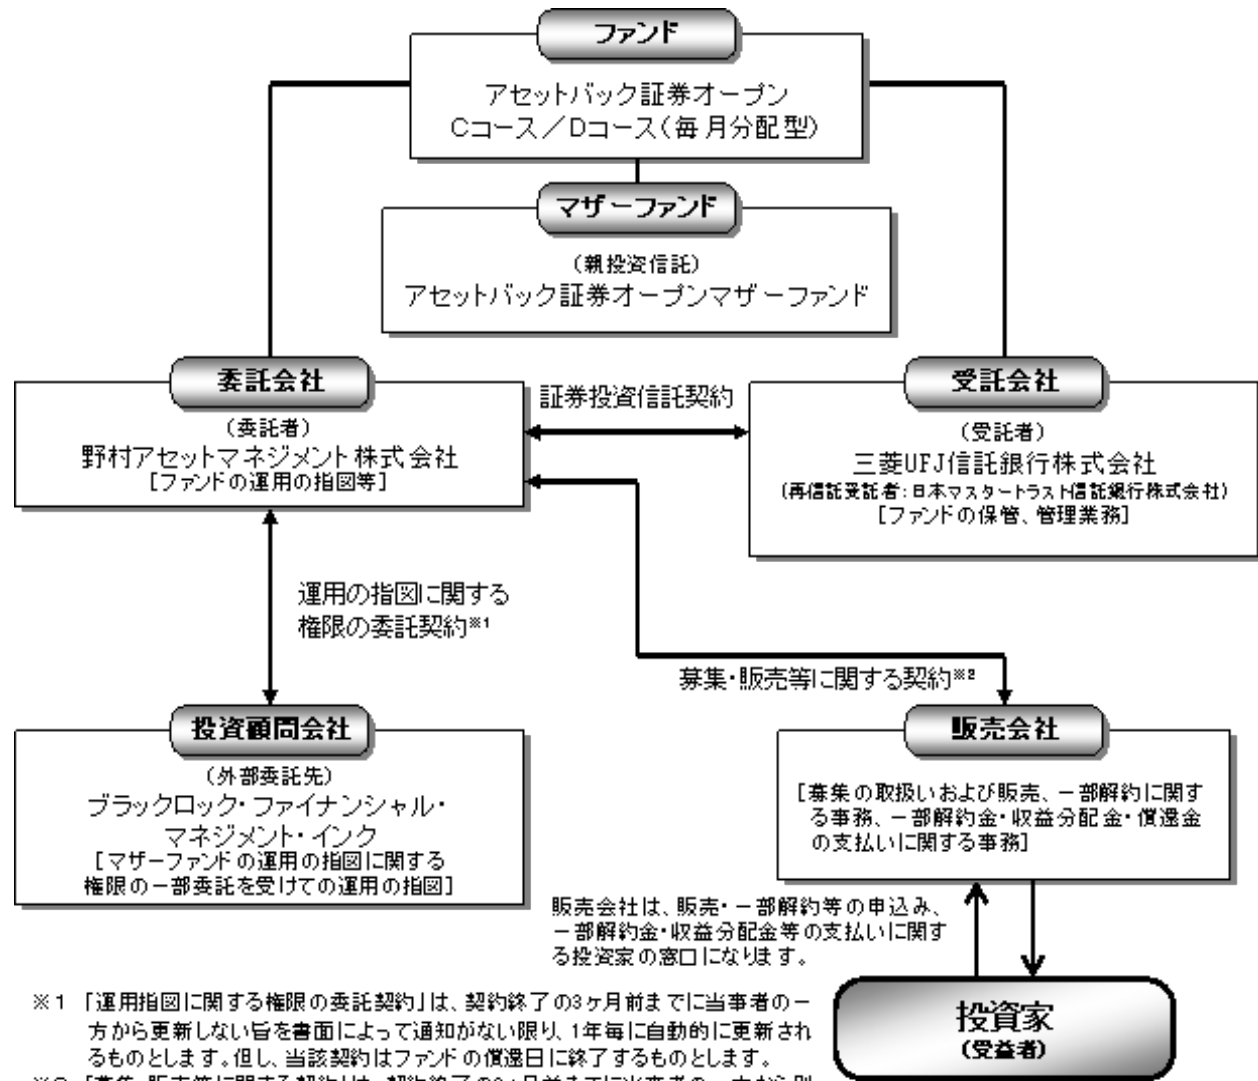 ファンド
アセットバック証券オープン
Cコース／Dコース（毎月分配型）
マザーファンド
（親投資信託）
アセットバック証券オープンマザーファンド
委託会社
（委託者）
野村アセットマネジメント株式会社
［ファンドの運用の指図等］
証券投資信託契約
受託会社
（受託者）
三菱UFJ信託銀行株式会社
（再信託受託者：日本マスタートラスト信託銀行株式会社）
［ファンドの保管、管理業務］
運用の指図に関する
権限の委託契約※1
募集・販売等に関する契約※2
投資顧問会社
（外部委託先）
ブラックロック・ファイナンシャル・
マネジメント・インク
［マザーファンドの運用の指図に関する
権限の一部委託を受けての運用の指図］
販売会社
［募集の取扱いおよび販売、一部解約に関す
る事務、一部解約金・収益分配金・償還金
の支払いに関する事務］
販売会社は、販売・一部解約等の申込み、
一部解約金・収益分配金等の支払いに関す
る投資家の窓口になります。
投資家
（受益者）
※1 「運用指図に関する権限の委託契約」は、契約終了の3ヶ月前までに当事者の一
方から更新しない旨を書面によって通知がない限り、1年毎に自動的に更新され
るものとします。但し、当該契約はファンドの償還日に終了するものとします。